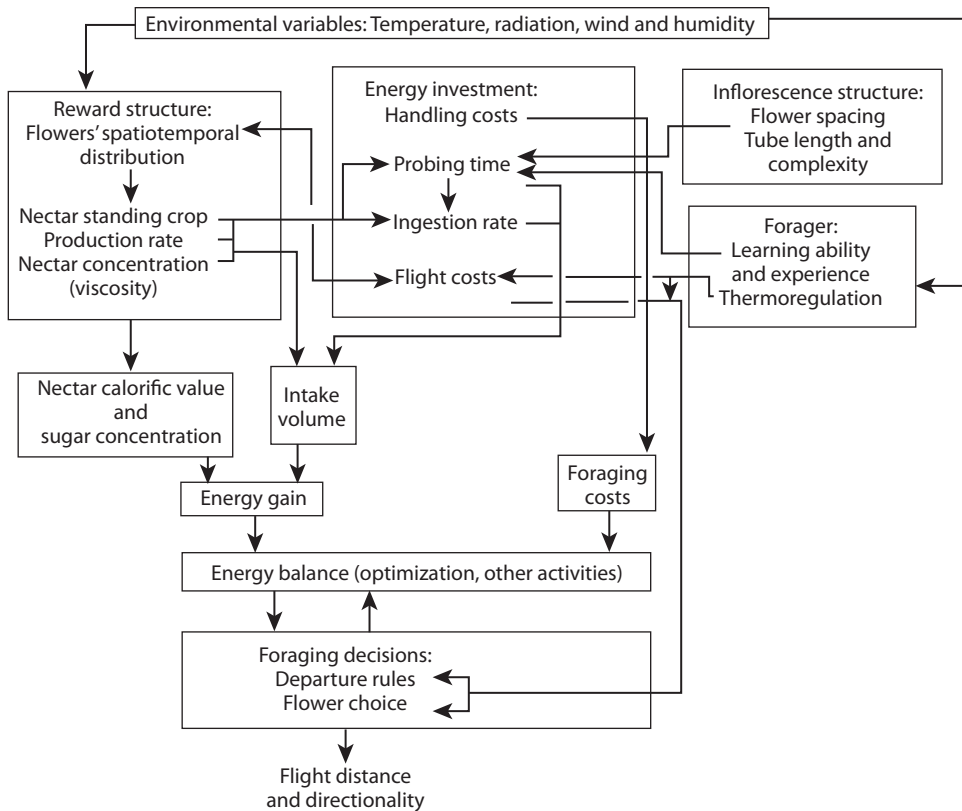 Environmental variables: Temperature, radiation, wind and humidity
Reward structure:
Flowers’ spatiotemporal
distribution
Nectar standing crop
Production rate
Nectar concentration
(viscosity)
Energy investment:
Handling costs
Probing time
Ingestion rate
Flight costs
Inflorescence structure:
Flower spacing
Tube length and
complexity
Forager:
Learning ability
and experience
Thermoregulation
Nectar calorific value
and
sugar concentration
Intake
volume
Energy gain
Foraging
costs
Energy balance (optimization, other activities)
Foraging decisions:
Departure rules
Flower choice
Flight distance
and directionality